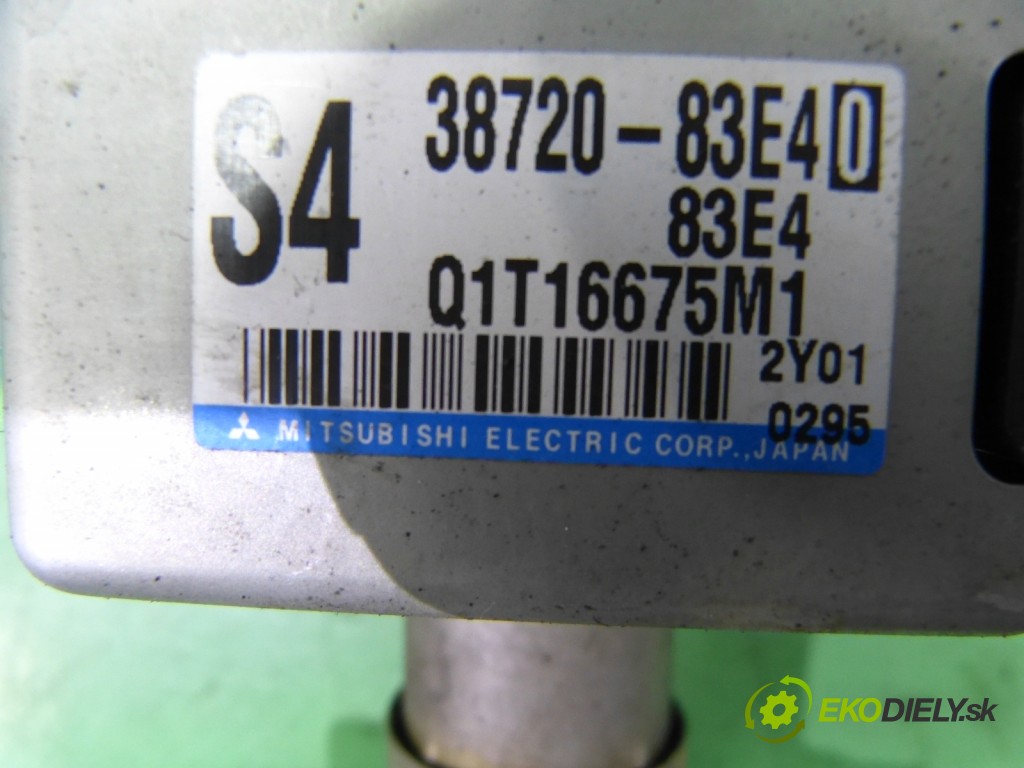 S4
38720-83E40
83E4
Q1T16675M1
2Y01
0295
MITSUBISHI ELECTRIC CORP.,JAPAN
EKODIELY.sk